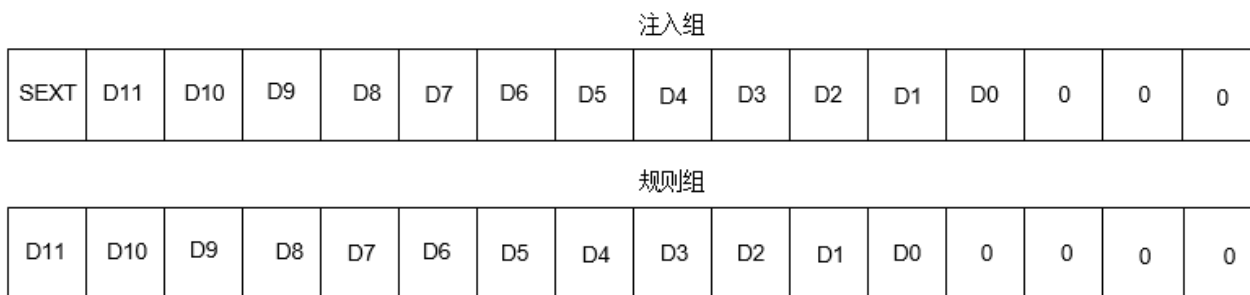 注入组
SEXT D11 D10 D9 D8 D7 D6 D5 D4 D3 D2 D1 D0 0 0 0
规则组
D11 D10 D9 D8 D7 D6 D5 D4 D3 D2 D1 D0 0 0 0 0